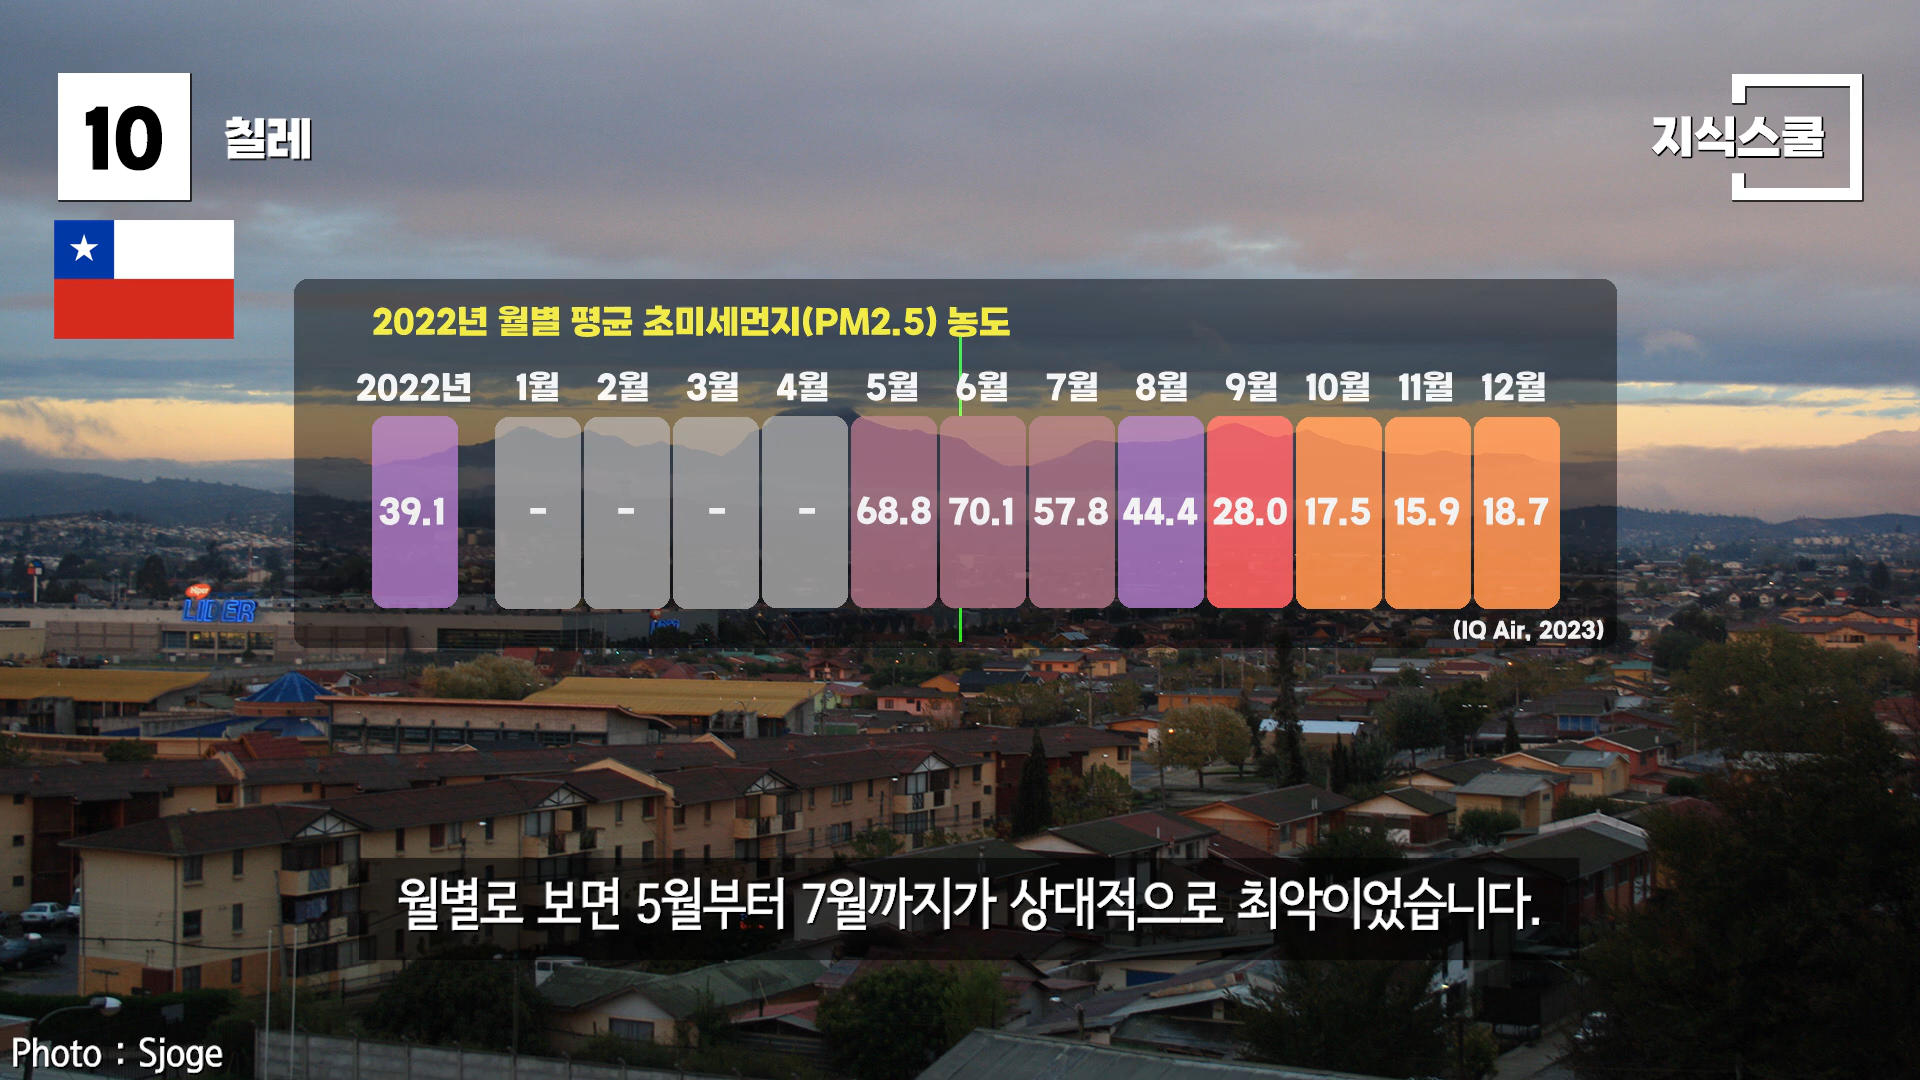 10
칠레
지식스쿨
2022년 월별 평균 초미세먼지(PM2.5) 농도
2022년 1월 2월 3월 4월 5월 6월 7월 8월 9월 10월 11월 12월
39.1 - - - - 68.8 70.1 57.8 44.4 28.0 17.5 15.9 18.7
(IQ Air, 2023)
Hiper
LIDER
월별로 보면 5월부터 7월까지가 상대적으로 최악이었습니다.
Photo : Sjoge